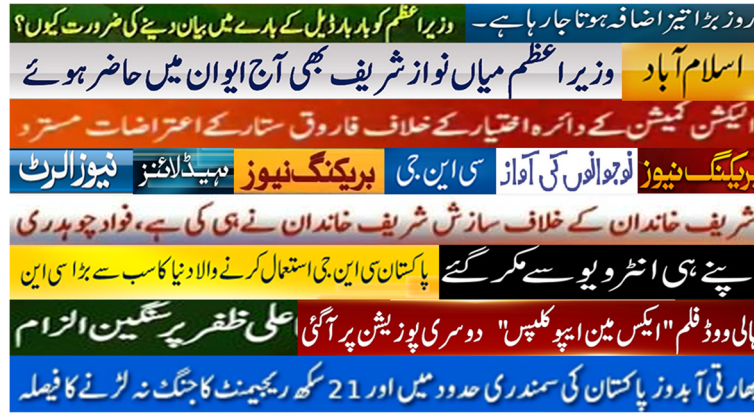 روز بڑا تیز اضافہ ہوتا جا رہا ہے۔ وزیراعظم کو بار بار ڈیل کے بارے میں بیان دینے کی ضرورت کیوں؟
اسلام آباد وزیراعظم میاں نواز شریف بھی آج ایوان میں حاضر ہوئے
لیکشن کمیشن کے دائرہ اختیار کے خلاف فاروق ستار کے اعتراضات مسترد
بریکنگ نیوز نوجوانوں کی آواز سی این جی بریکنگ نیوز ہیڈلائنز نیوز الرٹ
شریف خاندان کے خلاف سازش شریف خاندان نے ہی کی ہے، فواد چوہدری
پنے ہی انٹرویو سے مکر گئے پاکستان سی این جی استعمال کرنے والا دنیا کا سب سے بڑا سی این
ہالی ووڈ فلم "ایکس مین ایپوکلپس" دوسری پوزیشن پر آگئی علی ظفر پر سنگین الزام
بھارتی آبدوز پاکستان کی سمندری حدود میں اور 21 سکھ ریجیمنٹ کا جنگ نہ لڑنے کا فیصلہ